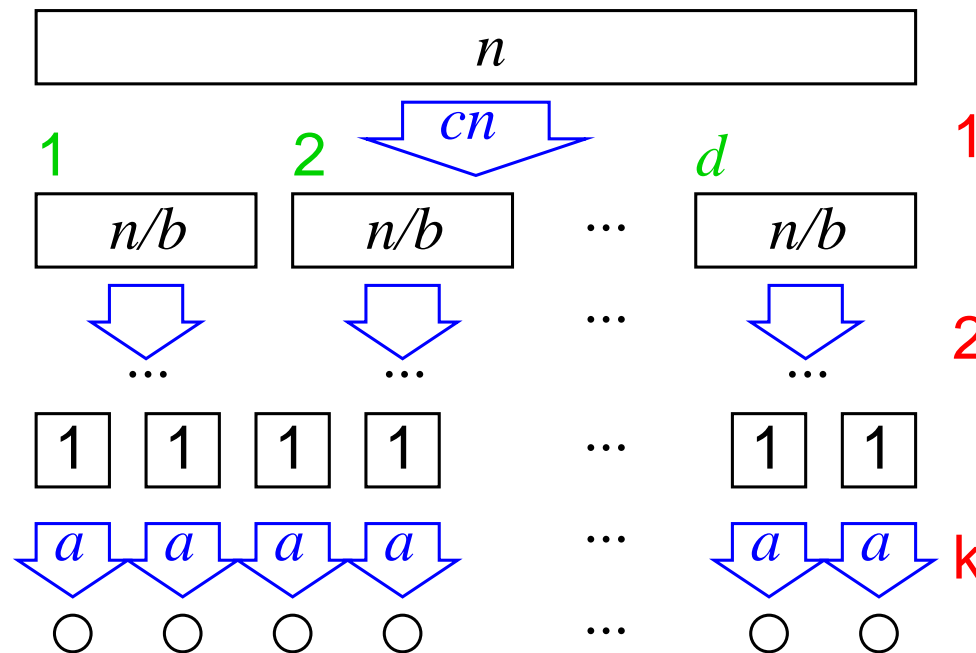 n
cn
1 2 d 1
n/b n/b ... n/b
... 2
... ... ...
1 1 1 1 ... 1 1
a a a a ... a a k
...